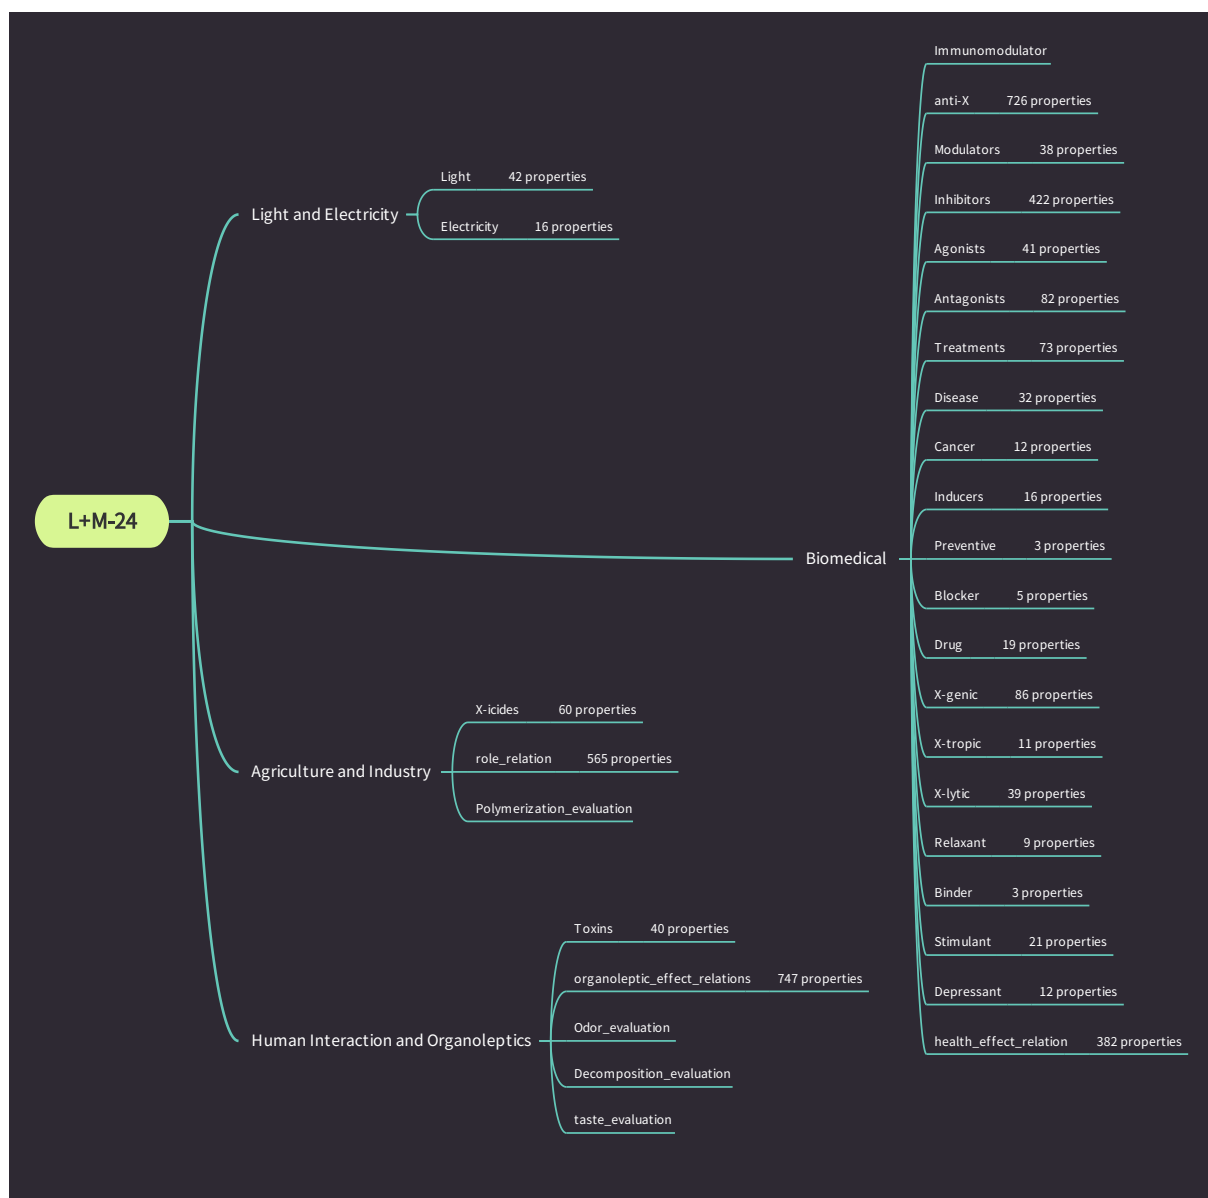 L+M-24
Light and Electricity
Light 42 properties
Electricity 16 properties
Biomedical
Immunomodulator
anti-X 726 properties
Modulators 38 properties
Inhibitors 422 properties
Agonists 41 properties
Antagonists 82 properties
Treatments 73 properties
Disease 32 properties
Cancer 12 properties
Inducers 16 properties
Preventive 3 properties
Blocker 5 properties
Drug 19 properties
X-genic 86 properties
X-tropic 11 properties
X-lytic 39 properties
Relaxant 9 properties
Binder 3 properties
Stimulant 21 properties
Depressant 12 properties
health_effect_relation 382 properties
Agriculture and Industry
X-icides 60 properties
role_relation 565 properties
Polymerization_evaluation
Human Interaction and Organoleptics
Toxins 40 properties
organoleptic_effect_relations 747 properties
Odor_evaluation
Decomposition_evaluation
taste_evaluation